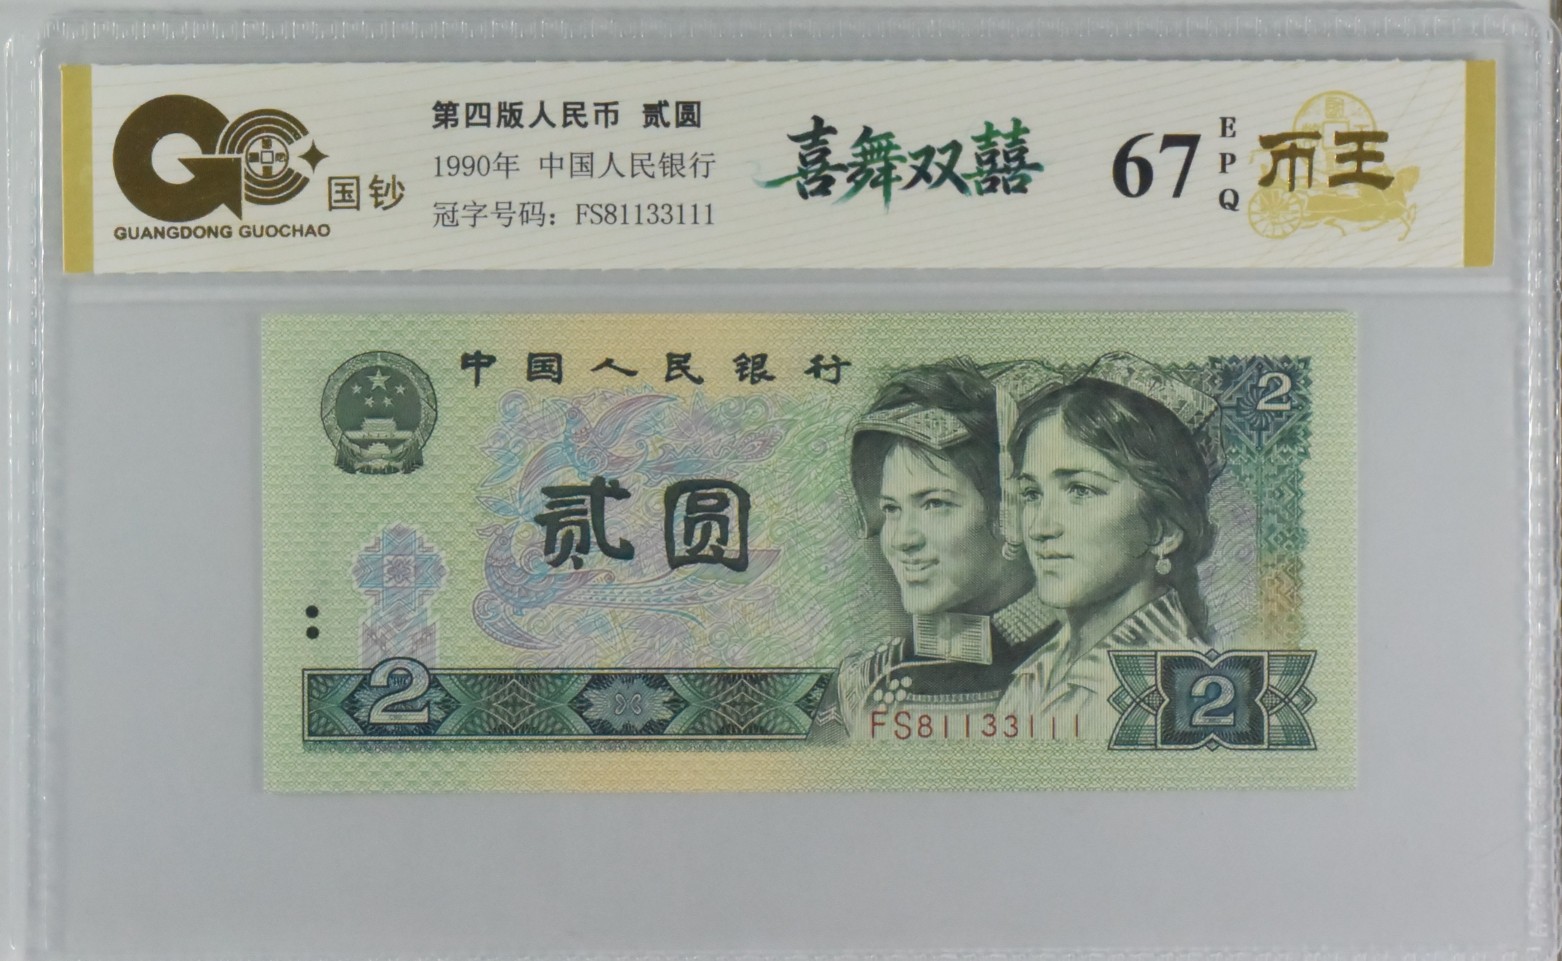 国钞
GUANGDONG GUOCHAO
第四版人民币 贰圆
1990年 中国人民银行
冠字号码：FS81133111
喜舞双囍
67
EPQ
币王
中国人民银行
2
贰圆
2
FS81133111
2